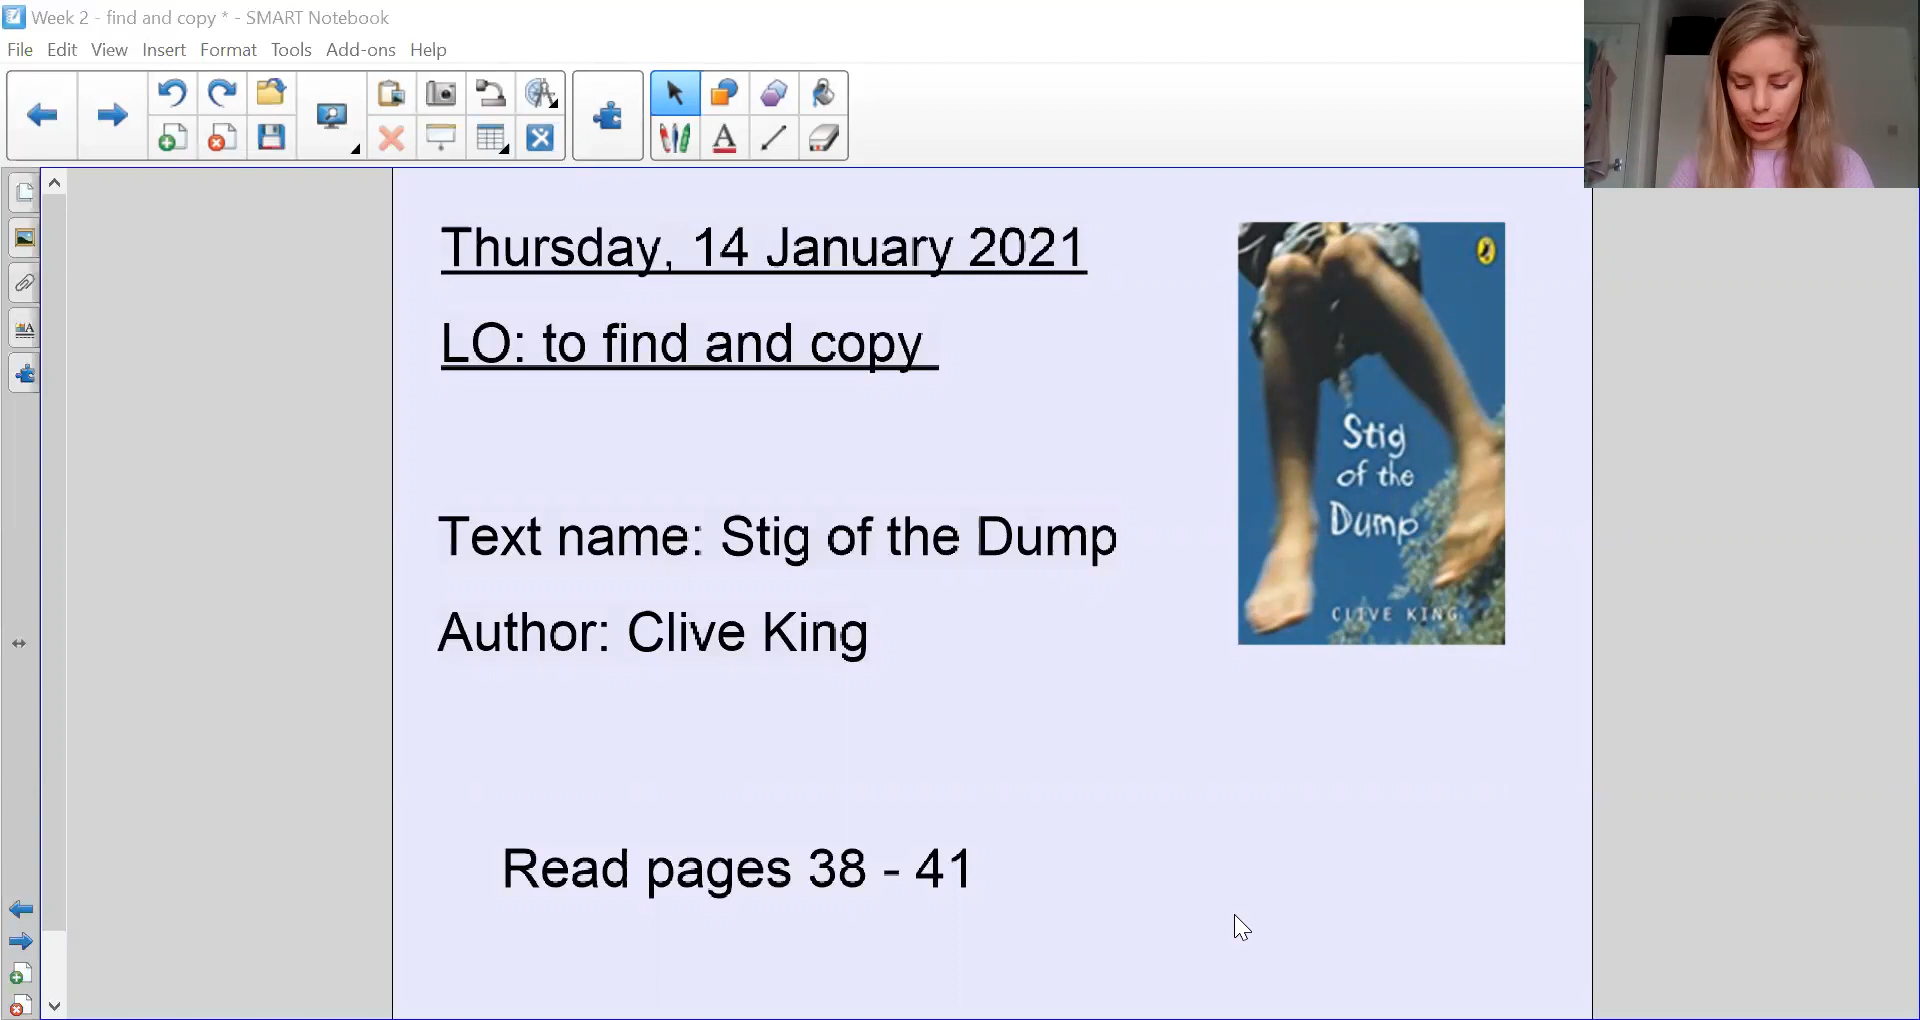 Week 2 - find and copy * - SMART Notebook
File Edit View Insert Format Tools Add-ons Help
Thursday, 14 January 2021
LO: to find and copy
Stig
of the
Dump
CLIVE KING
Text name: Stig of the Dump
Author: Clive King
Read pages 38 - 41